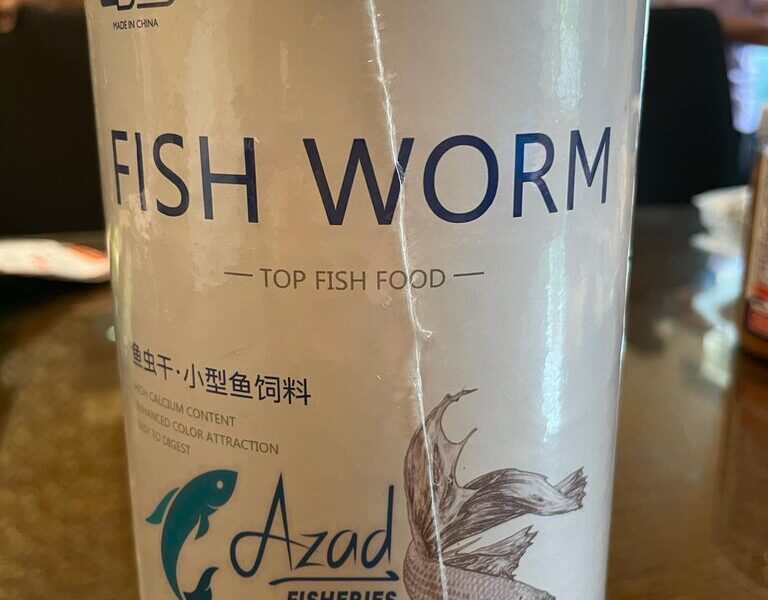 MADE IN CHINA
FISH WORM
TOP FISH FOOD
鱼虫干·小型鱼饲料
HIGH CALCIUM CONTENT
ENHANCED COLOR ATTRACTION
EASY TO DIGEST
Azad
FISHERIES